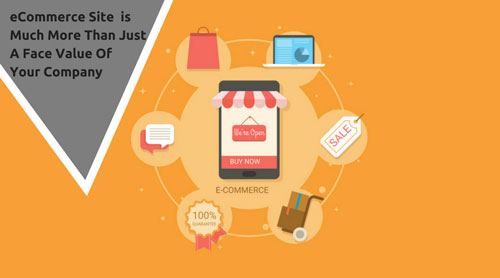 eCommerce Site is
Much More Than Just
A Face Value Of
Your Company
We're Open
SALE
BUY NOW
E-COMMERCE
100%
GUARANTEE